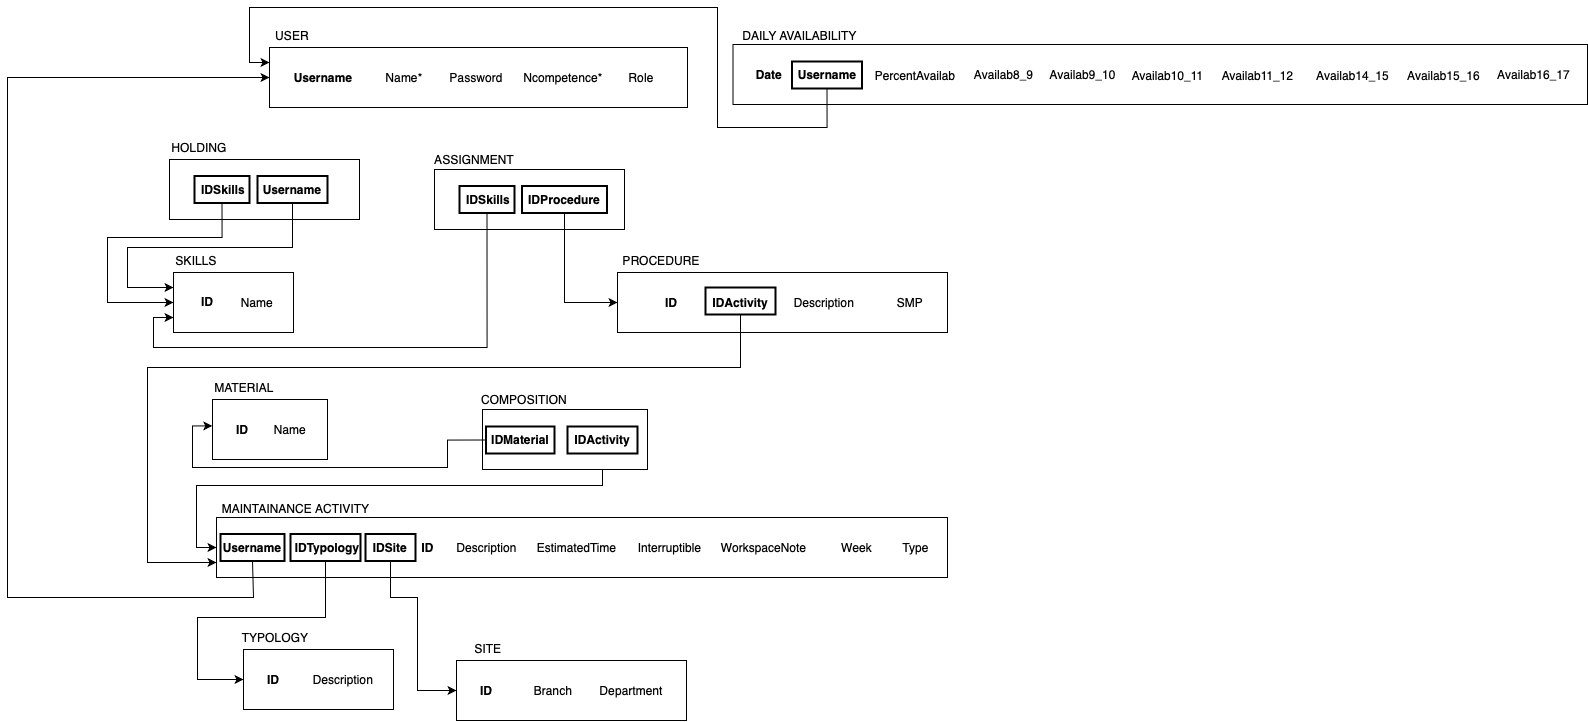 USER
Username Name* Password Ncompetence* Role
DAILY AVAILABILITY
Date Username PercentAvailab Availab8_9 Availab9_10 Availab10_11 Availab11_12 Availab14_15 Availab15_16 Availab16_17
HOLDING
IDSkills Username
ASSIGNMENT
IDSkills IDProcedure
SKILLS
ID Name
PROCEDURE
ID IDActivity Description SMP
MATERIAL
ID Name
COMPOSITION
IDMaterial IDActivity
MAINTAINANCE ACTIVITY
Username IDTypology IDSite ID Description EstimatedTime Interruptible WorkspaceNote Week Type
TYPOLOGY
ID Description
SITE
ID Branch Department